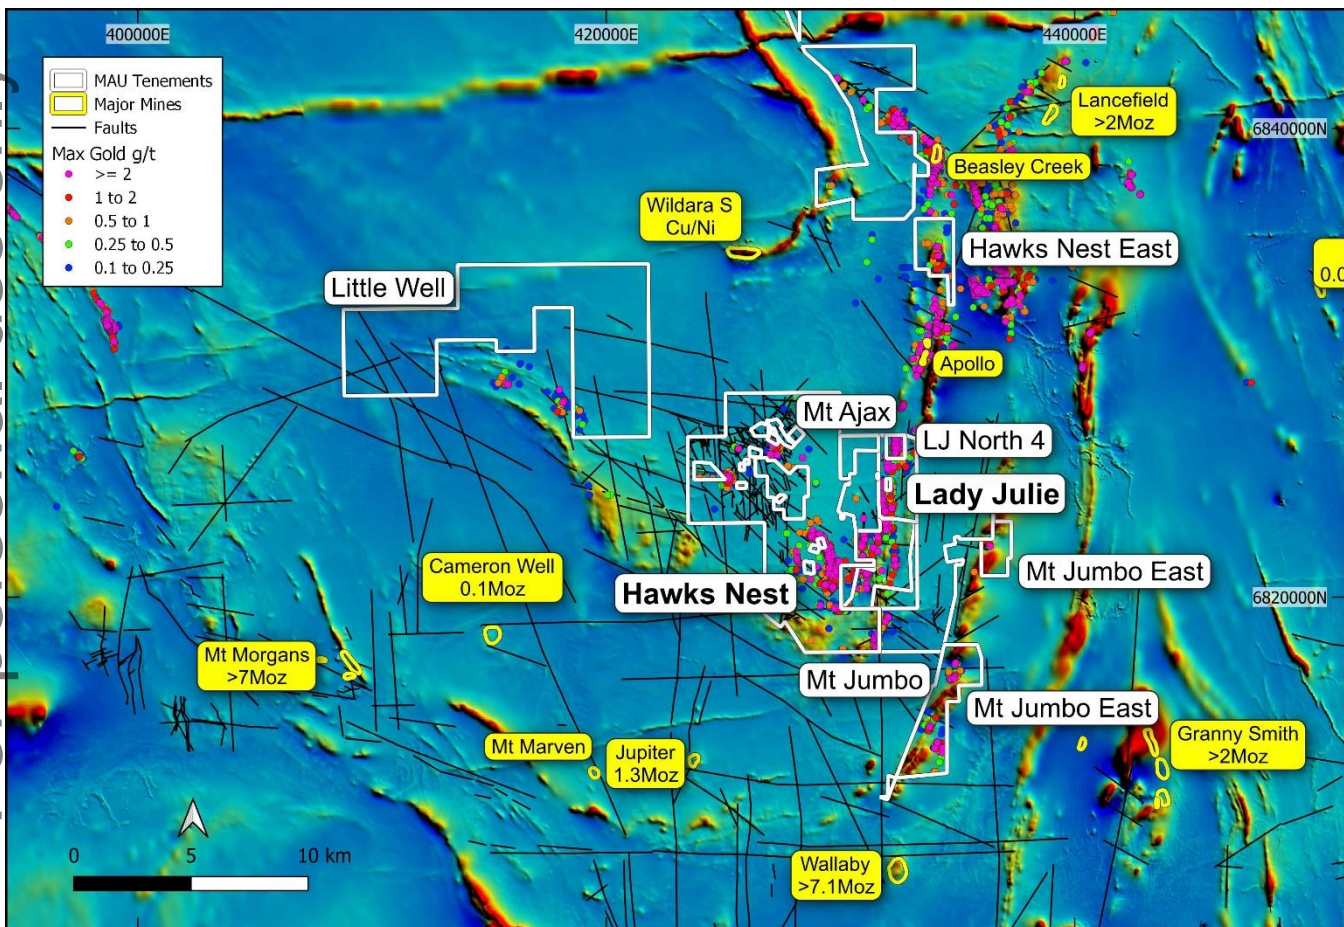 400000E
420000E
440000E
MAU Tenements
Major Mines
Faults
Max Gold g/t
>= 2
1 to 2
0.5 to 1
0.25 to 0.5
0.1 to 0.25
Lancefield
>2Moz
6840000N
Beasley Creek
Wildara S
Cu/Ni
Hawks Nest East
0.0
Little Well
Apollo
Mt Ajax
LJ North 4
Lady Julie
Cameron Well
0.1Moz
Hawks Nest
Mt Jumbo East
6820000N
Mt Morgans
>7Moz
Mt Jumbo
Mt Jumbo East
Mt Marven
Jupiter
1.3Moz
Granny Smith
>2Moz
0
5
10 km
Wallaby
>7.1Moz